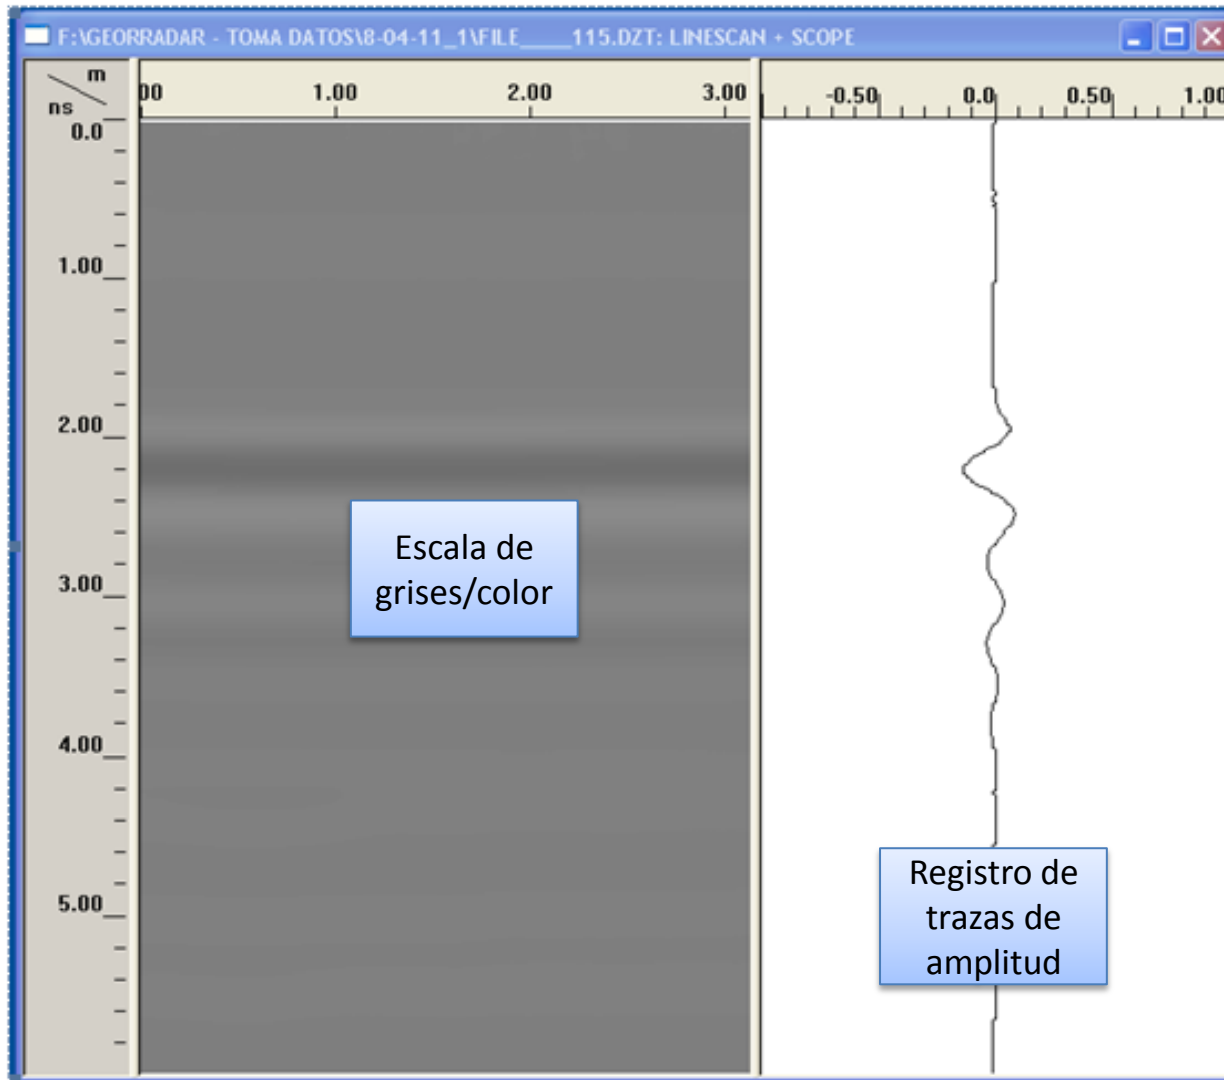 F:\GEORRADAR - TOMA DATOS\8-04-11_1\FILE____115.DZT: LINESCAN + SCOPE
m
ns
00 1.00 2.00 3.00
-0.50 0.0 0.50 1.00
0.0
1.00
2.00
3.00
4.00
5.00
Escala de
grises/color
Registro de
trazas de
amplitud